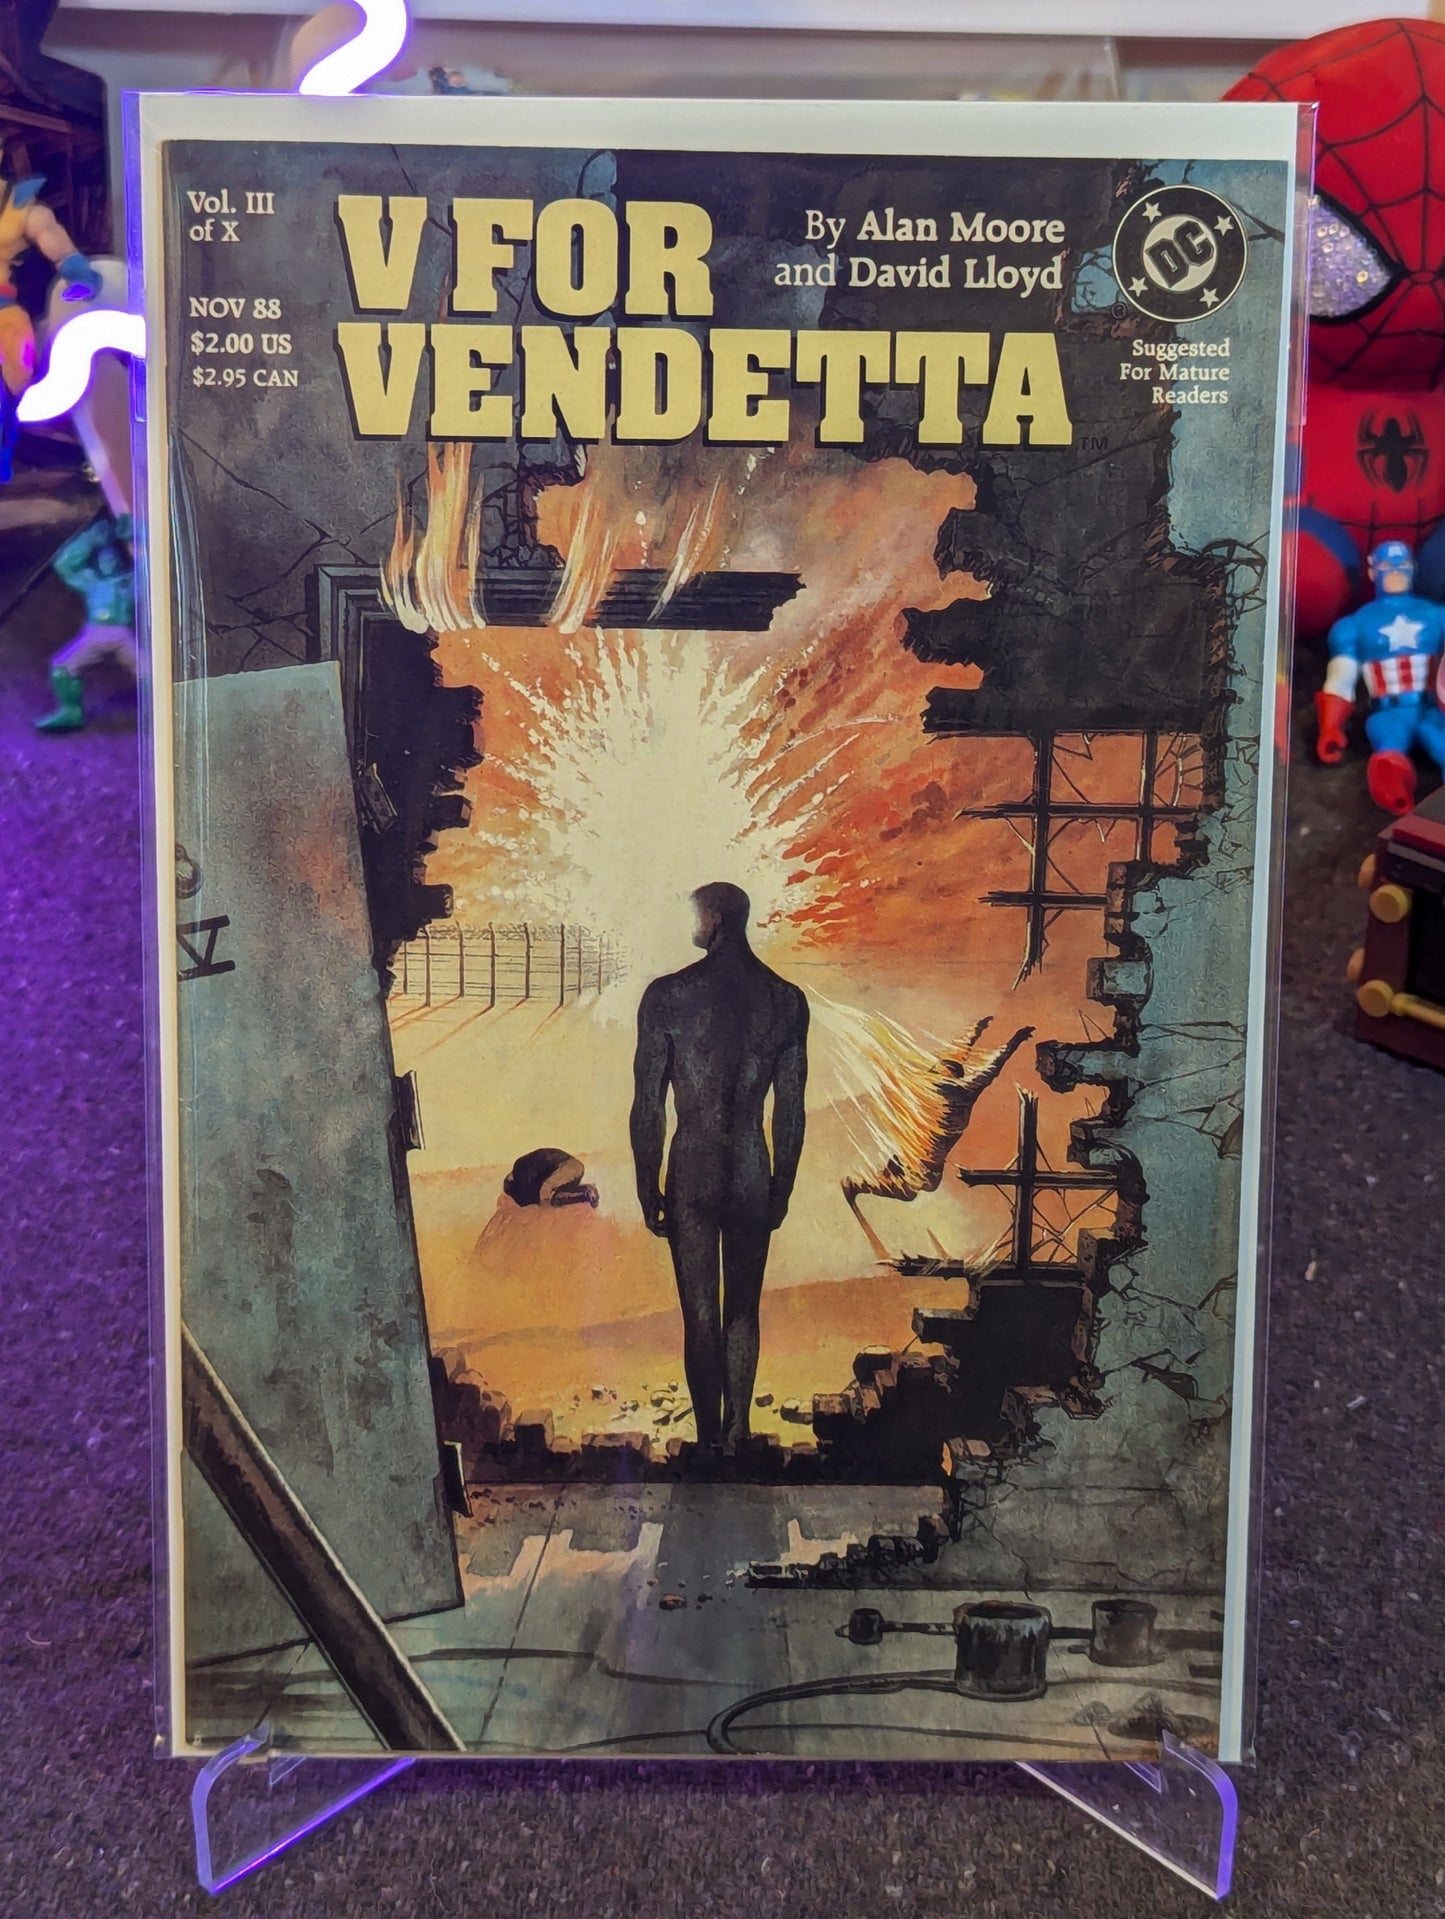 Vol. III
of X
NOV 88
$2.00 US
$2.95 CAN
V FOR
VENDETTA
TM
By Alan Moore
and David Lloyd
DC
®
Suggested
For Mature
Readers